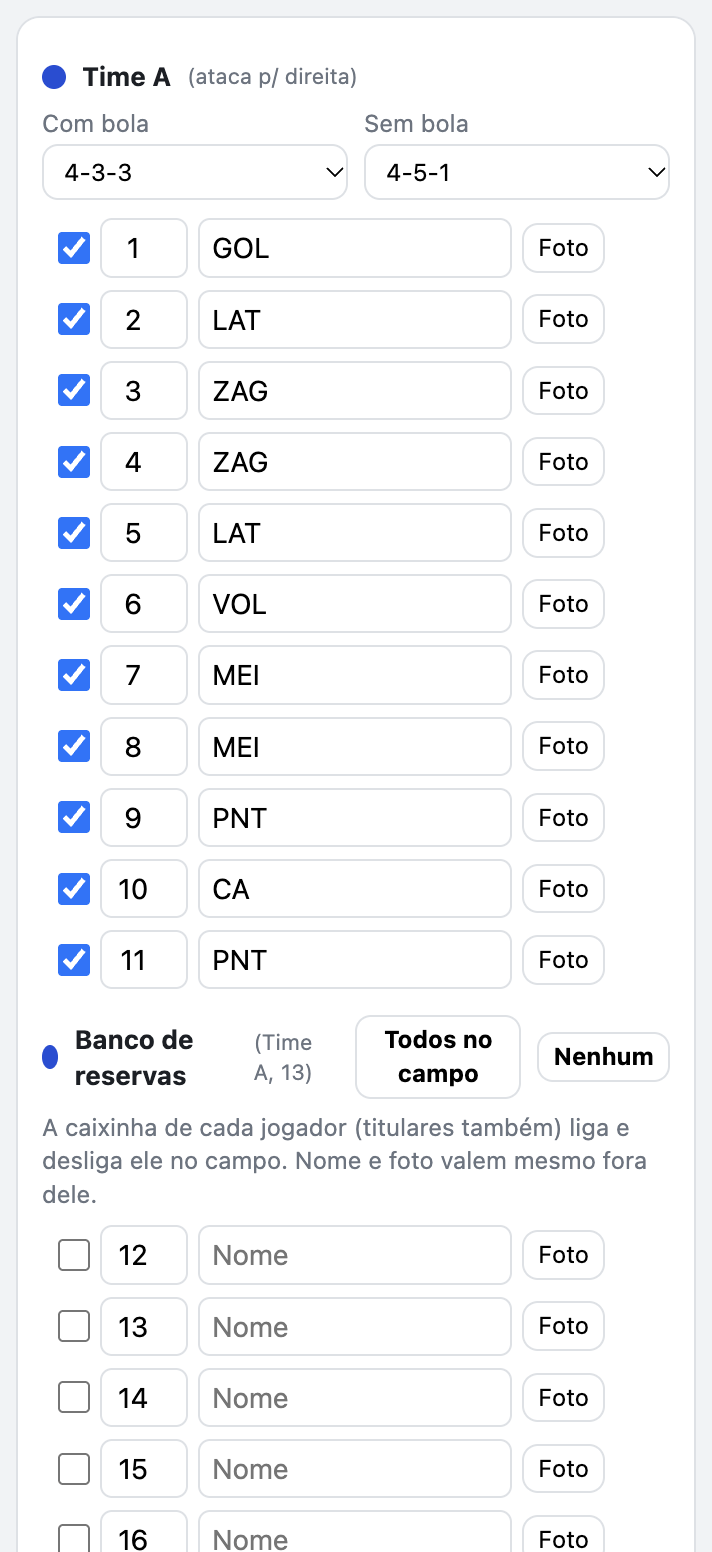 Time A (ataca p/ direita)
Com bola Sem bola
4-3-3 4-5-1
1 GOL Foto
2 LAT Foto
3 ZAG Foto
4 ZAG Foto
5 LAT Foto
6 VOL Foto
7 MEI Foto
8 MEI Foto
9 PNT Foto
10 CA Foto
11 PNT Foto
Banco de reservas (Time A, 13) Todos no campo Nenhum
A caixinha de cada jogador (titulares também) liga e
desliga ele no campo. Nome e foto valem mesmo fora
dele.
12 Nome Foto
13 Nome Foto
14 Nome Foto
15 Nome Foto
16 Nome Foto